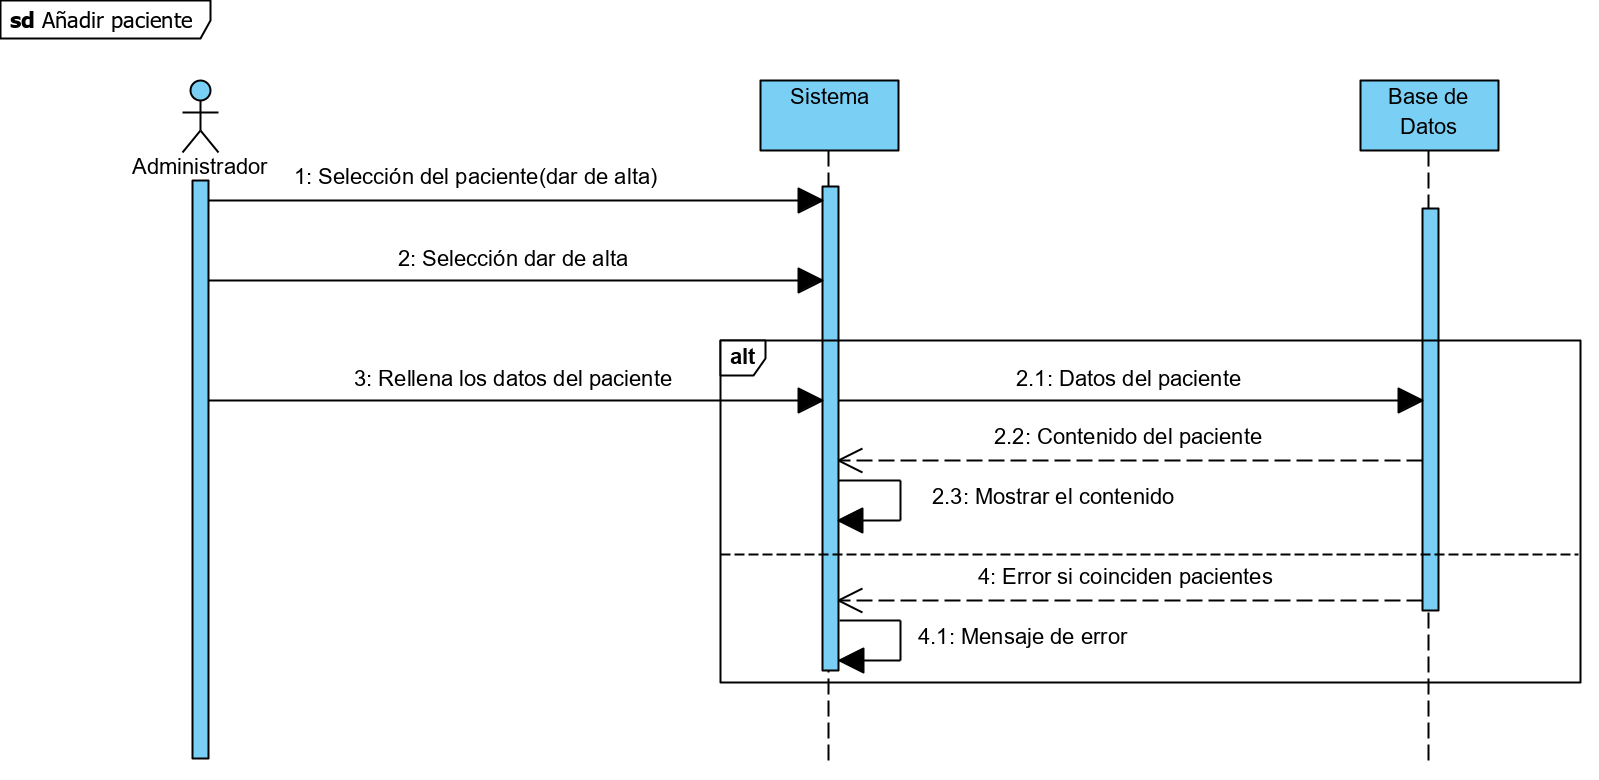 sd Añadir paciente
Administrador
Sistema
Base de
Datos
1: Selección del paciente(dar de alta)
2: Selección dar de alta
alt
3: Rellena los datos del paciente
2.1: Datos del paciente
2.2: Contenido del paciente
2.3: Mostrar el contenido
4: Error si coinciden pacientes
4.1: Mensaje de error